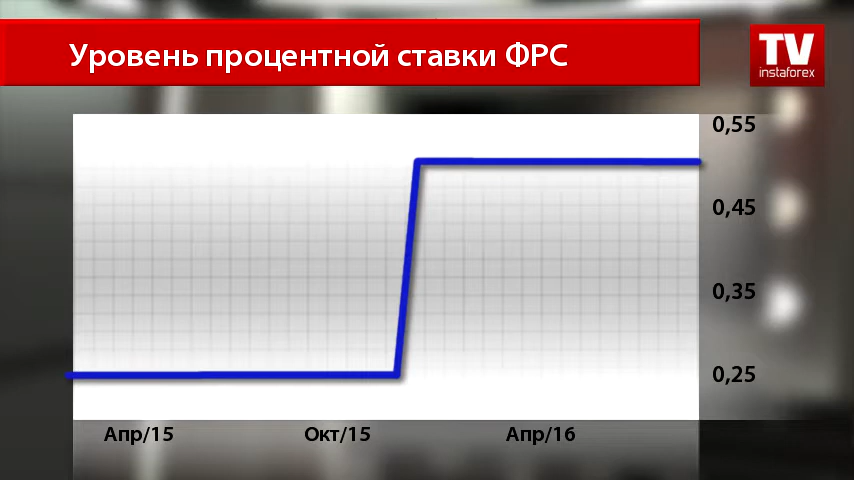 Уровень процентной ставки ФРС
TV
instaforex
0,55
0,45
0,35
0,25
Апр/15
Окт/15
Апр/16